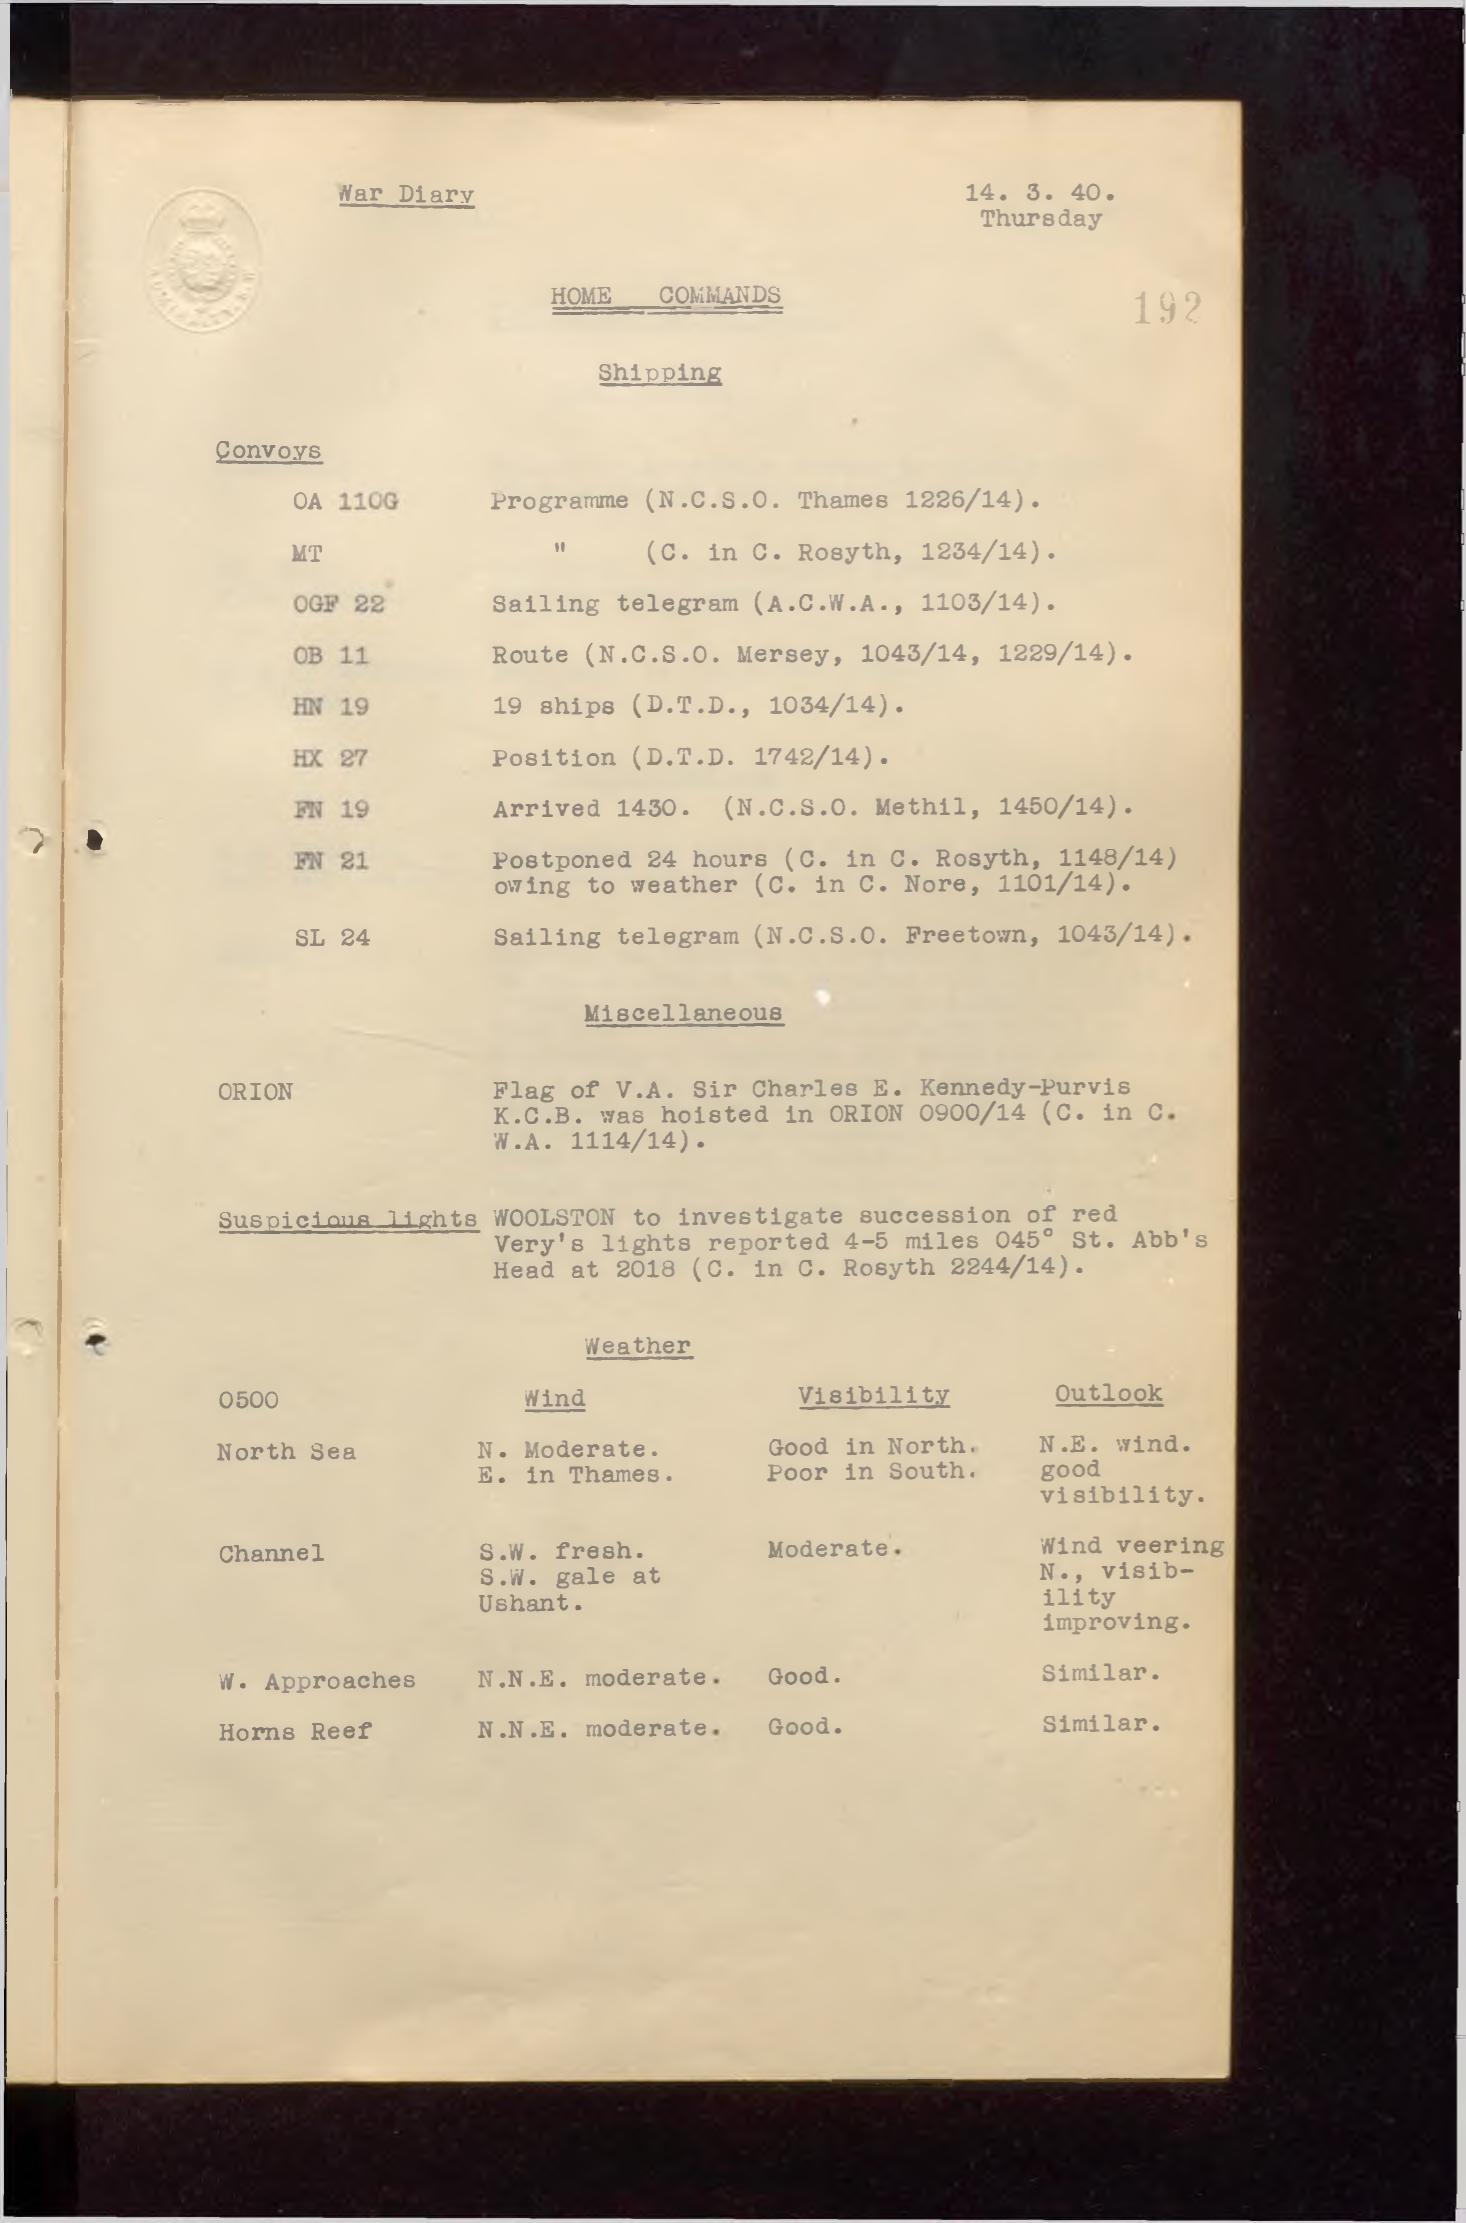 War Diary
14. 3. 40.
Thursday
HOME COMMANDS
192
Shipping
Convoys
OA 110G Programme (N.C.S.O. Thames 1226/14).
MT " (C. in C. Rosyth, 1234/14).
OGF 22 Sailing telegram (A.C.W.A., 1103/14).
OB 11 Route (N.C.S.O. Mersey, 1043/14, 1229/14).
HN 19 19 ships (D.T.D., 1034/14).
HX 27 Position (D.T.D. 1742/14).
FN 19 Arrived 1430. (N.C.S.O. Methil, 1450/14).
FN 21 Postponed 24 hours (C. in C. Rosyth, 1148/14)
owing to weather (C. in C. Nore, 1101/14).
SL 24 Sailing telegram (N.C.S.O. Freetown, 1043/14).
Miscellaneous
ORION Flag of V.A. Sir Charles E. Kennedy-Purvis
K.C.B. was hoisted in ORION 0900/14 (C. in C.
W.A. 1114/14).
Suspicious lights WOOLSTON to investigate succession of red
Very's lights reported 4-5 miles 045° St. Abb's
Head at 2018 (C. in C. Rosyth 2244/14).
Weather
0500 Wind Visibility Outlook
North Sea N. Moderate. Good in North. N.E. wind.
E. in Thames. Poor in South. good
visibility.
Channel S.W. fresh. Moderate. Wind veering
S.W. gale at N., visib-
Ushant. ility
improving.
W. Approaches N.N.E. moderate. Good. Similar.
Horns Reef N.N.E. moderate. Good. Similar.